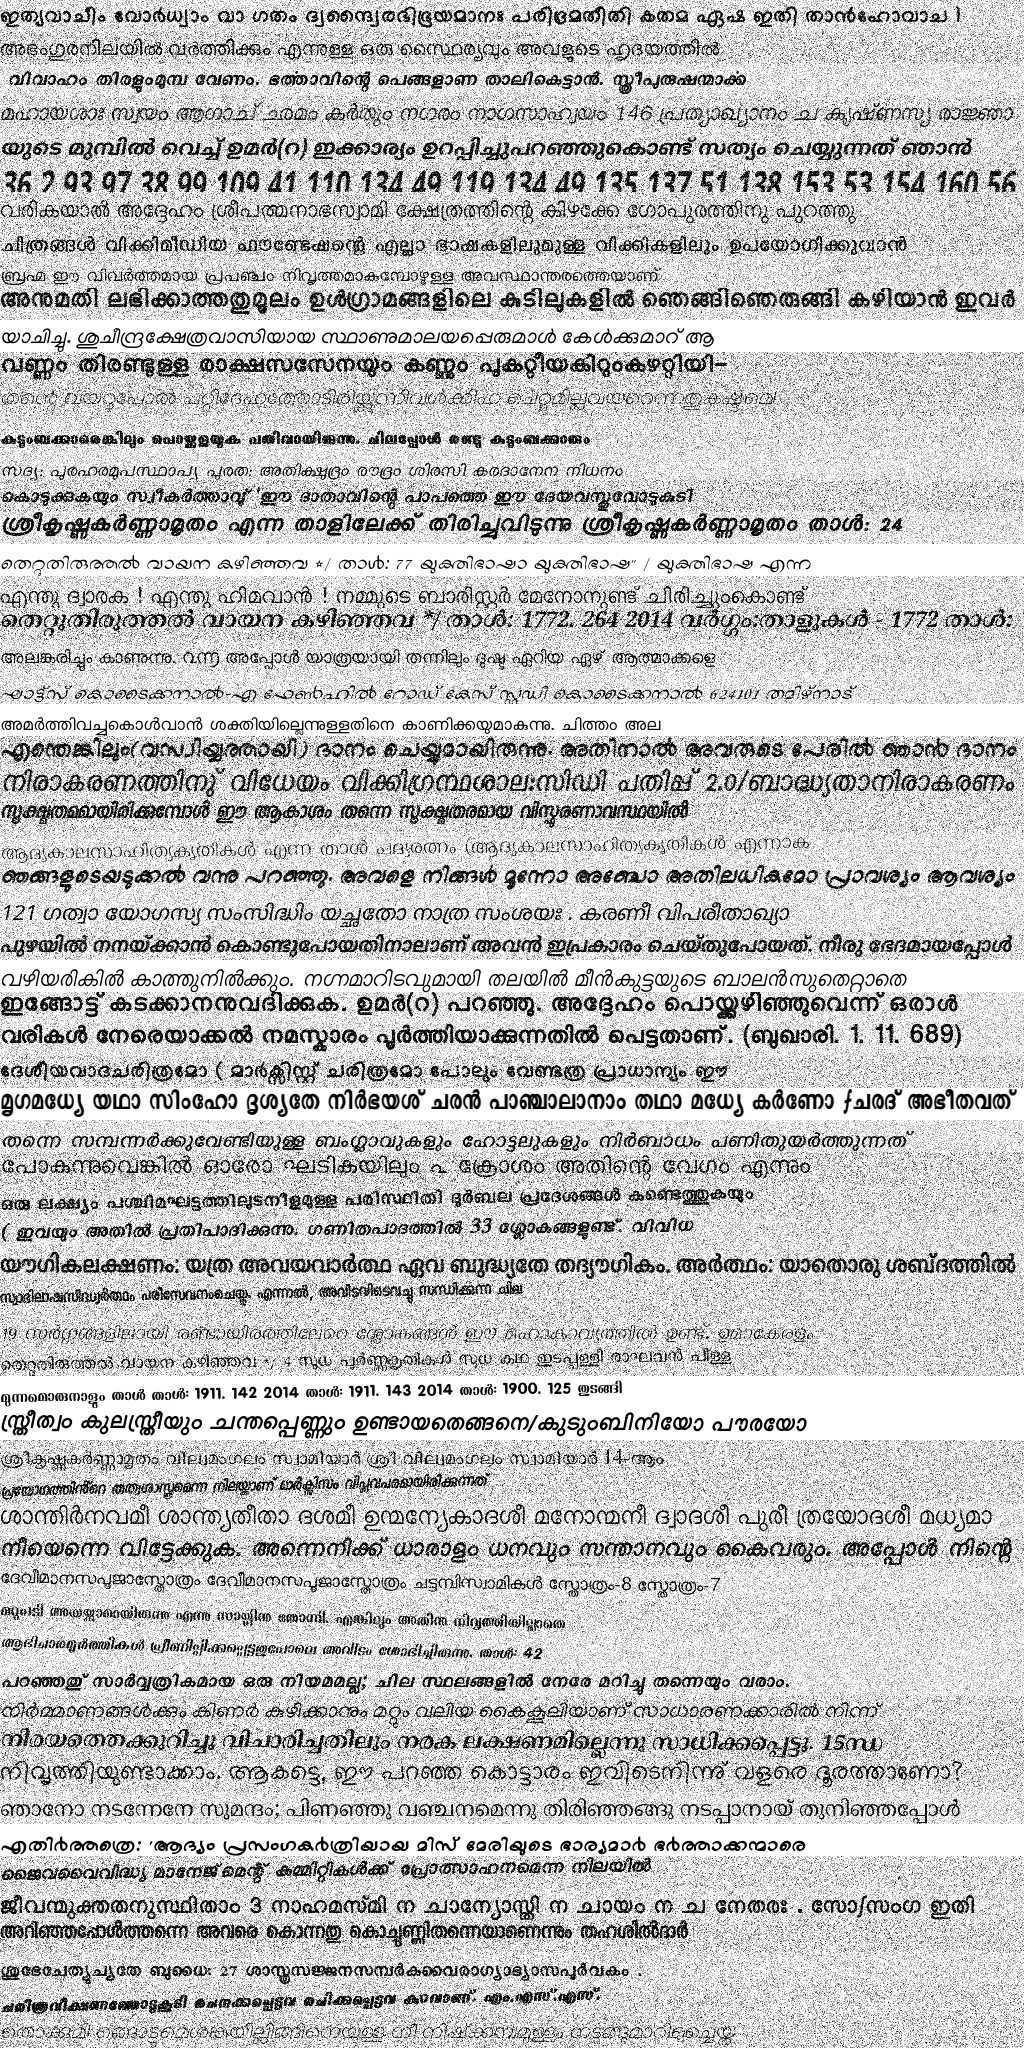 ഇത്യവാചീം വോർധ്വാം വാ ഗതം ദ്വന്ദ്വൈരഭിഭൂയമാനഃ പരിഭ്രമതീതി കതമ ഏഷ ഇതി താൻഹോവാച ।
അഭംഗുരനിലയിൽ വർത്തിക്കും എന്നുള്ള ഒരു സ്ഥൈര്യവും അവളുടെ ഹൃദയത്തിൽ
വിവാഹം തിരളുംമുമ്പ വേണം. ഭൎത്താവിന്റെ പെങ്ങളാണ താലികെട്ടാൻ. സ്ത്രീപുരുഷന്മാൎക്ക
മഹായശാഃ സ്വയം ആഗാച് ഛമം കർതും നഗരം നാഗസാഹ്വയം 146 പ്രത്യാഖ്യാനം ച കൃഷ്ണസ്യ രാജ്ഞാ
യുടെ മുമ്പിൽ വെച്ച് ഉമർ(റ) ഇക്കാര്യം ഉറപ്പിച്ചുപറഞ്ഞുകൊണ്ട് സത്യം ചെയ്യുന്നത് ഞാൻ
36 2 93 97 38 99 109 41 110 134 49 119 134 49 135 137 51 138 153 53 154 160 56
വരികയാൽ അദ്ദേഹം ശ്രീപത്മനാഭസ്വാമി ക്ഷേത്രത്തിന്റെ കിഴക്കേ ഗോപുരത്തിനു പുറത്തു
ചിത്രങ്ങൾ വിക്കിമീഡിയ ഫൗണ്ടേഷന്റെ എല്ലാ ഭാഷകളിലുമുള്ള വിക്കികളിലും ഉപയോഗിക്കുവാൻ
ബ്രഹ്മ ഈ വിവർത്തമായ പ്രപഞ്ചം നിവൃത്തമാകുമ്പോഴുള്ള അവസ്ഥാന്തരത്തെയാണ്
അനുമതി ലഭിക്കാത്തതുമൂലം ഉൾഗ്രാമങ്ങളിലെ കുടിലുകളിൽ ഞെങ്ങിഞെരുങ്ങി കഴിയാൻ ഇവർ
യാചിച്ചു. ശുചീന്ദ്രക്ഷേത്രവാസിയായ സ്ഥാണുമാലയപ്പെരുമാൾ കേൾക്കുമാറ് ആ
വണ്ണം തിരണ്ടുള്ള രാക്ഷസസേനയും കണ്ണും പുകറ്റീയകിറുംകഴറ്റിയി–
കുടുംബക്കാരെങ്കിലും പൊയ്ക്കളയുക പതിവായിരുന്നു. ചിലപ്പോൾ രണ്ടു കുടുംബക്കാരും
സദ്യഃ പുരഹരമുപസ്ഥാപ്യ പുരതഃ അതിക്ഷുദ്രം രൗദ്രം ശിരസി കരദാനേന നിധനം
കൊടുക്കുകയും സ്വീകർത്താവു് 'ഈ ദാതാവിന്റെ പാപത്തെ ഈ ദേയവസ്തുവോടുകൂടി
ശ്രീകൃഷ്ണകർണ്ണാമൃതം എന്ന താളിലേക്ക് തിരിച്ചുവിടുന്നു ശ്രീകൃഷ്ണകർണ്ണാമൃതം താൾ: 24
തെറ്റുതിരുത്തൽ വായന കഴിഞ്ഞവ */ താൾ: 77 യുക്തിഭാഷാ യുക്തിഭാഷ" / യുക്തിഭാഷ എന്ന
എന്തു ദ്വാരക ! എന്തു ഹിമവാൻ ! നമ്മുടെ ബാരിസ്റ്റർ മേനോനുണ്ട് ചിരിച്ചുംകൊണ്ട്
തെറ്റുതിരുത്തൽ വായന കഴിഞ്ഞവ */ താൾ: 1772. 264 2014 വർഗ്ഗം:താളുകൾ - 1772 താൾ:
അലങ്കരിച്ചും കാണുന്നു. വന്ന് അപ്പോൾ യാത്രയായി തന്നിലും ദുഷ്ട ഏറിയ ഏഴ് ആത്മാക്കളെ
ഷാട്ട്സ് കൊടൈക്കനാൽ-എ ഫേൺഹിൽ റോഡ് കേസ് സ്റ്റഡി കൊടൈക്കനാൽ 624101 തമിഴ്‌നാട്
അമർത്തിവച്ചുകൊൾവാൻ ശക്തിയില്ലെന്നുള്ളതിനെ കാണിക്കയുമാകുന്നു. ചിത്തം അല
എന്തെങ്കിലും(വസ്വിയ്യത്തായി) ദാനം ചെയ്യുമായിരുന്നു. അതിനാൽ അവരുടെ പേരിൽ ഞാൻ ദാനം
നിരാകരണത്തിനു് വിധേയം വിക്കിഗ്രന്ഥശാല:സിഡി പതിപ്പ് 2.0/ബാദ്ധ്യതാനിരാകരണം
സൂക്ഷ്മതമമായിരിക്കുമ്പോൾ ഈ ആകാശം തന്നെ സൂക്ഷ്മതരമായ വിസ്ഫുരണാവസ്ഥയിൽ
ആദ്യകാലസാഹിത്യകൃതികൾ എന്ന താൾ പദ്യരത്നം (ആദ്യകാലസാഹിത്യകൃതികൾ എന്നാക
ഞങ്ങളുടെയടുക്കൽ വന്നു പറഞ്ഞു. അവളെ നിങ്ങൾ മൂന്നോ അഞ്ചോ അതിലധികമോ പ്രാവശ്യം ആവശ്യം
121 ഗത്വാ യോഗസ്യ സംസിദ്ധിം യച്ഛതോ നാത്ര സംശയഃ . കരണീ വിപരീതാഖ്യാ
പുഴയിൽ നനയ്ക്കാൻ കൊണ്ടുപോയതിനാലാണ് അവൻ ഇപ്രകാരം ചെയ്തുപോയത്. നീരു ഭേദമായപ്പോൾ
വഴിയരികിൽ കാത്തുനിൽക്കും. നഗ്നമാറിടവുമായി തലയിൽ മീൻകുട്ടയുടെ ബാലൻസുതെറ്റാതെ
ഇങ്ങോട്ട് കടക്കാനനുവദിക്കുക. ഉമർ(റ) പറഞ്ഞൂ. അദ്ദേഹം പൊയ്ക്കഴിഞ്ഞുവെന്ന് ഒരാൾ
വരികൾ നേരെയാക്കൽ നമസ്കാരം പൂർത്തിയാക്കുന്നതിൽ പെട്ടതാണ്. (ബുഖാരി. 1. 11. 689)
ദേശീയവാദചരിത്രമോ ( മാർക്സിസ്റ്റ് ചരിത്രമോ പോലും വേണ്ടത്ര പ്രാധാന്യം ഈ
മൃഗമധ്യേ യഥാ സിംഹോ ദൃശ്യതേ നിർഭയശ് ചരൻ പാഞ്ചാലാനാം തഥാ മധ്യേ കർണോ ഽചരദ് അഭീതവത്
തന്നെ സമ്പന്നർക്കുവേണ്ടിയുള്ള ബംഗ്ലാവുകളും ഹോട്ടലുകളും നിർബാധം പണിതുയർത്തുന്നത്
പോകുന്നുവെങ്കിൽ ഓരോ ഘടികയിലും പ ക്രോശം അതിന്റെ വേഗം എന്നും
ഒരു ലക്ഷ്യം പശ്ചിമഘട്ടത്തിലുടനീളമുള്ള പരിസ്ഥിതി ദുർബല പ്രദേശങ്ങൾ കണ്ടെത്തുകയും
( ഇവയും അതിൽ പ്രതിപാദിക്കുന്നു. ഗണിതപാദത്തിൽ 33 ശ്ലോകങ്ങളുണ്ട്. വിവിധ
യൗഗികലക്ഷണം: യത്ര അവയവാർത്ഥ ഏവ ബുദ്ധ്യതേ തദ്യൗഗികം. അർത്ഥം: യാതൊരു ശബ്ദത്തിൽ
സ്വാഭിലാഷസിദ്ധ്യർത്ഥം പരിസേവനംചെയ്തു. എന്നാൽ, അവിടവിടെവച്ചു സന്ധിക്കുന്ന ചില
19 സർഗ്ഗങ്ങളിലായി രണ്ടായിരത്തിലേറെ ശ്ലോകങ്ങൾ ഈ മഹാകാവ്യത്തിൽ ഉണ്ട്. ഉമാകേരളം
തെറ്റുതിരുത്തൽ വായന കഴിഞ്ഞവ */ 4 സുധ പൂർണ്ണകൃതികൾ സുധ കഥ ഇടപ്പള്ളി രാഘവൻ പിള്ള
മുന്നമൊരുനാളും താൾ താൾ: 1911. 142 2014 താൾ: 1911. 143 2014 താൾ: 1900. 125 തുടങ്ങി
സ്ത്രീത്വം കുലസ്ത്രീയും ചന്തപ്പെണ്ണും ഉണ്ടായതെങ്ങനെ/കുടുംബിനിയോ പൗരയോ
ശ്രീകൃഷ്ണകർണ്ണാമൃതം വില്വമംഗലം സ്വാമിയാർ ശ്രീ വില്വമംഗലം സ്വാമിയാർ 14-ആം
പ്രയോഗത്തിൻറെ തത്വശാസ്ത്രമെന്ന നിലയ്ക്കാണ് മാർക്സിസം വിപ്ലവപരമായിരിക്കുന്നത്
ശാന്തിർനവമീ ശാന്ത്യതീതാ ദശമീ ഉന്മന്യേകാദശീ മനോന്മനീ ദ്വാദശീ പുരീ ത്രയോദശീ മധ്യമാ
നീയെന്നെ വിട്ടേക്കുക. അന്നെനിക്ക് ധാരാളം ധനവും സന്താനവും കൈവരും. അപ്പോൾ നിന്റെ
ദേവീമാനസപൂജാസ്തോത്രം ദേവീമാനസപൂജാസ്തോത്രം ചട്ടമ്പിസ്വാമികൾ സ്തോത്രം-8 സ്തോത്രം-7
മറുപടി അയയ്ക്കാറായിരുന്നു എന്നു സായ്വിനു തോന്നി. എങ്കിലും അതിനു നിവൃത്തിയില്ലാതെ
ആഭിചാരമൂർത്തികൾ പ്രീണിപ്പിക്കപ്പെട്ടതുപോലെ അവിടം ശോഭിച്ചിരുന്നു. താൾ: 42
പറഞ്ഞതു് സാർവ്വത്രികമായ ഒരു നിയമമല്ല; ചില സ്ഥലങ്ങളിൽ നേരേ മറിച്ചു തന്നെയും വരാം.
നിർമ്മാണങ്ങൾക്കും കിണർ കുഴിക്കാനും മറ്റും വലിയ കൈക്കൂലിയാണ് സാധാരണക്കാരിൽ നിന്ന്
നിരയത്തെക്കുറിച്ചു വിചാരിച്ചതിലും നരക ലക്ഷണമില്ലെന്നു സാധിക്കപ്പെട്ടു. 15നധ
നിവൃത്തിയുണ്ടാക്കാം. ആകട്ടെ, ഈ പറഞ്ഞ കൊട്ടാരം ഇവിടെനിന്നു് വളരെ ദൂരത്താണോ?
ഞാനോ നടന്നേനേ സുമന്ദം; പിണഞ്ഞു വഞ്ചനമെന്നു തിരിഞ്ഞങ്ങു നടപ്പാനായ് തുനിഞ്ഞപ്പോൾ
എതിർത്തത്രെ: 'ആദ്യം പ്രസംഗകർത്രിയായ മിസ് മേരിയുടെ ഭാര്യമാർ ഭർത്താക്കന്മാരെ
ജൈവവൈവിദ്ധ്യ മാനേജ്മെന്റ് കമ്മിറ്റികൾക്ക് പ്രോത്സാഹനമെന്ന നിലയിൽ
ജീവന്മുക്തതനുസ്ഥിതാം 3 നാഹമസ്മി ന ചാന്യോസ്തി ന ചായം ന ച നേതരഃ . സോഽസംഗ ഇതി
അറിഞ്ഞപ്പോൾത്തന്നെ അവരെ കൊന്നതു കൊച്ചുണ്ണിതന്നെയാണെന്നും തഹശിൽദാർ
ശുഭേചേത്യുച്യതേ ബുധൈഃ 27 ശാസ്ത്രസജ്ജനസമ്പർകവൈരാഗ്യാഭ്യാസപൂർവകം .
ചരിത്രവീക്ഷണത്തോടുകൂടി രചനക്കപ്പെട്ടവ രചിക്കപ്പെട്ടവ കുറവാണ്. എം.എസ്.എസ്.